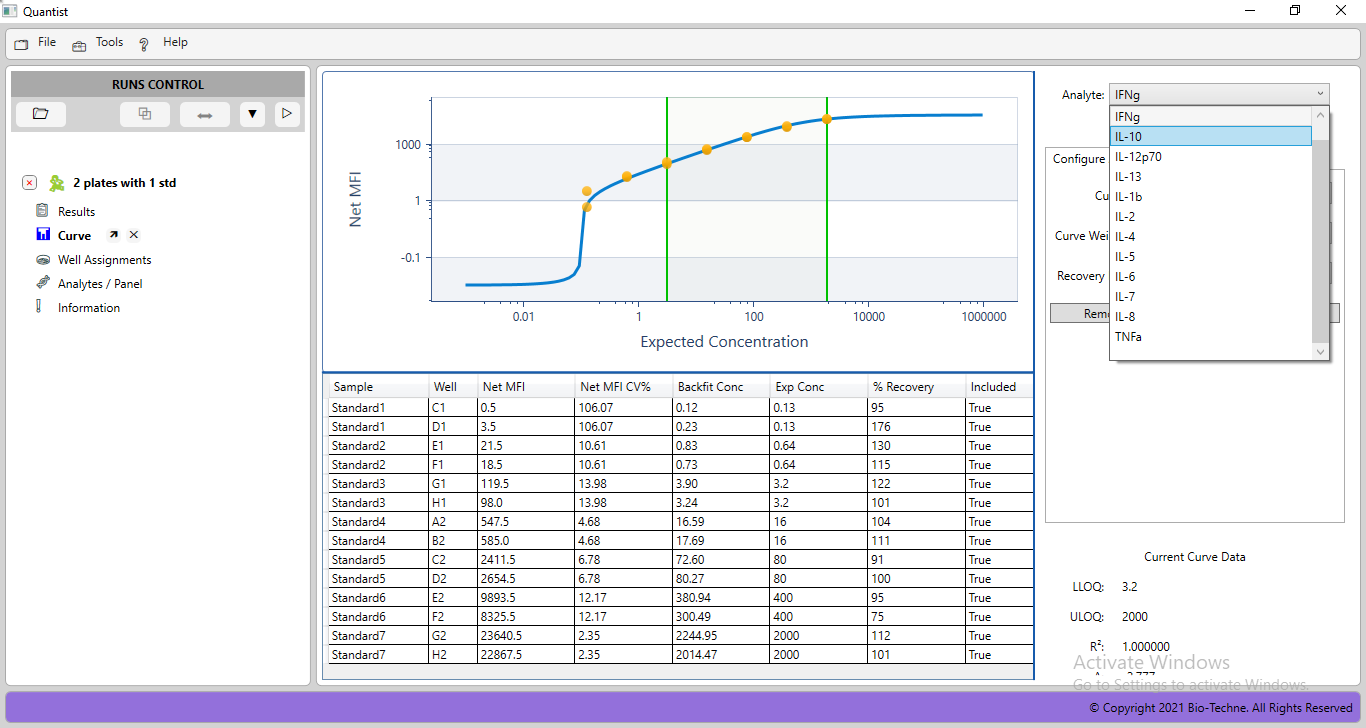 Quantist
File Tools Help
RUNS CONTROL
2 plates with 1 std
Results
Curve
Well Assignments
Analytes / Panel
Information
Net MFI
1000
1
-0.1
0.01 1 100 10000 1000000
Expected Concentration
Sample Well Net MFI Net MFI CV% Backfit Conc Exp Conc % Recovery Included
Standard1 C1 0.5 106.07 0.12 0.13 95 True
Standard1 D1 3.5 106.07 0.23 0.13 176 True
Standard2 E1 21.5 10.61 0.83 0.64 130 True
Standard2 F1 18.5 10.61 0.73 0.64 115 True
Standard3 G1 119.5 13.98 3.90 3.2 122 True
Standard3 H1 98.0 13.98 3.24 3.2 101 True
Standard4 A2 547.5 4.68 16.59 16 104 True
Standard4 B2 585.0 4.68 17.69 16 111 True
Standard5 C2 2411.5 6.78 72.60 80 91 True
Standard5 D2 2654.5 6.78 80.27 80 100 True
Standard6 E2 9893.5 12.17 380.94 400 95 True
Standard6 F2 8325.5 12.17 300.49 400 75 True
Standard7 G2 23640.5 2.35 2244.95 2000 112 True
Standard7 H2 22867.5 2.35 2014.47 2000 101 True
Analyte: IFNg
IFNg
IL-10
IL-12p70
IL-13
IL-1b
IL-2
IL-4
IL-5
IL-6
IL-7
IL-8
TNFa
Configure
Cu
Curve Wei
Recovery
Rem
Current Curve Data
LLOQ: 3.2
ULOQ: 2000
R²: 1.000000
Activate Windows
Go to Settings to activate Windows.
© Copyright 2021 Bio-Techne. All Rights Reserved